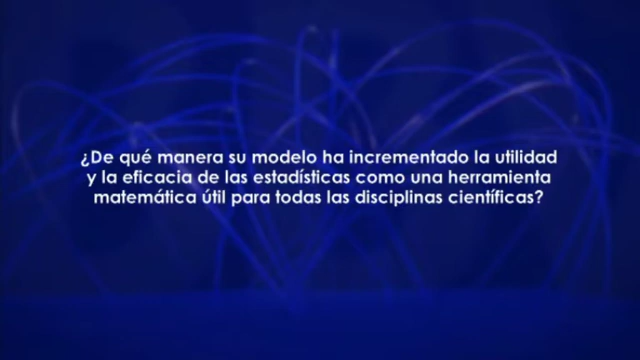 ¿De qué manera su modelo ha incrementado la utilidad
y la eficacia de las estadísticas como una herramienta
matemática útil para todas las disciplinas científicas?